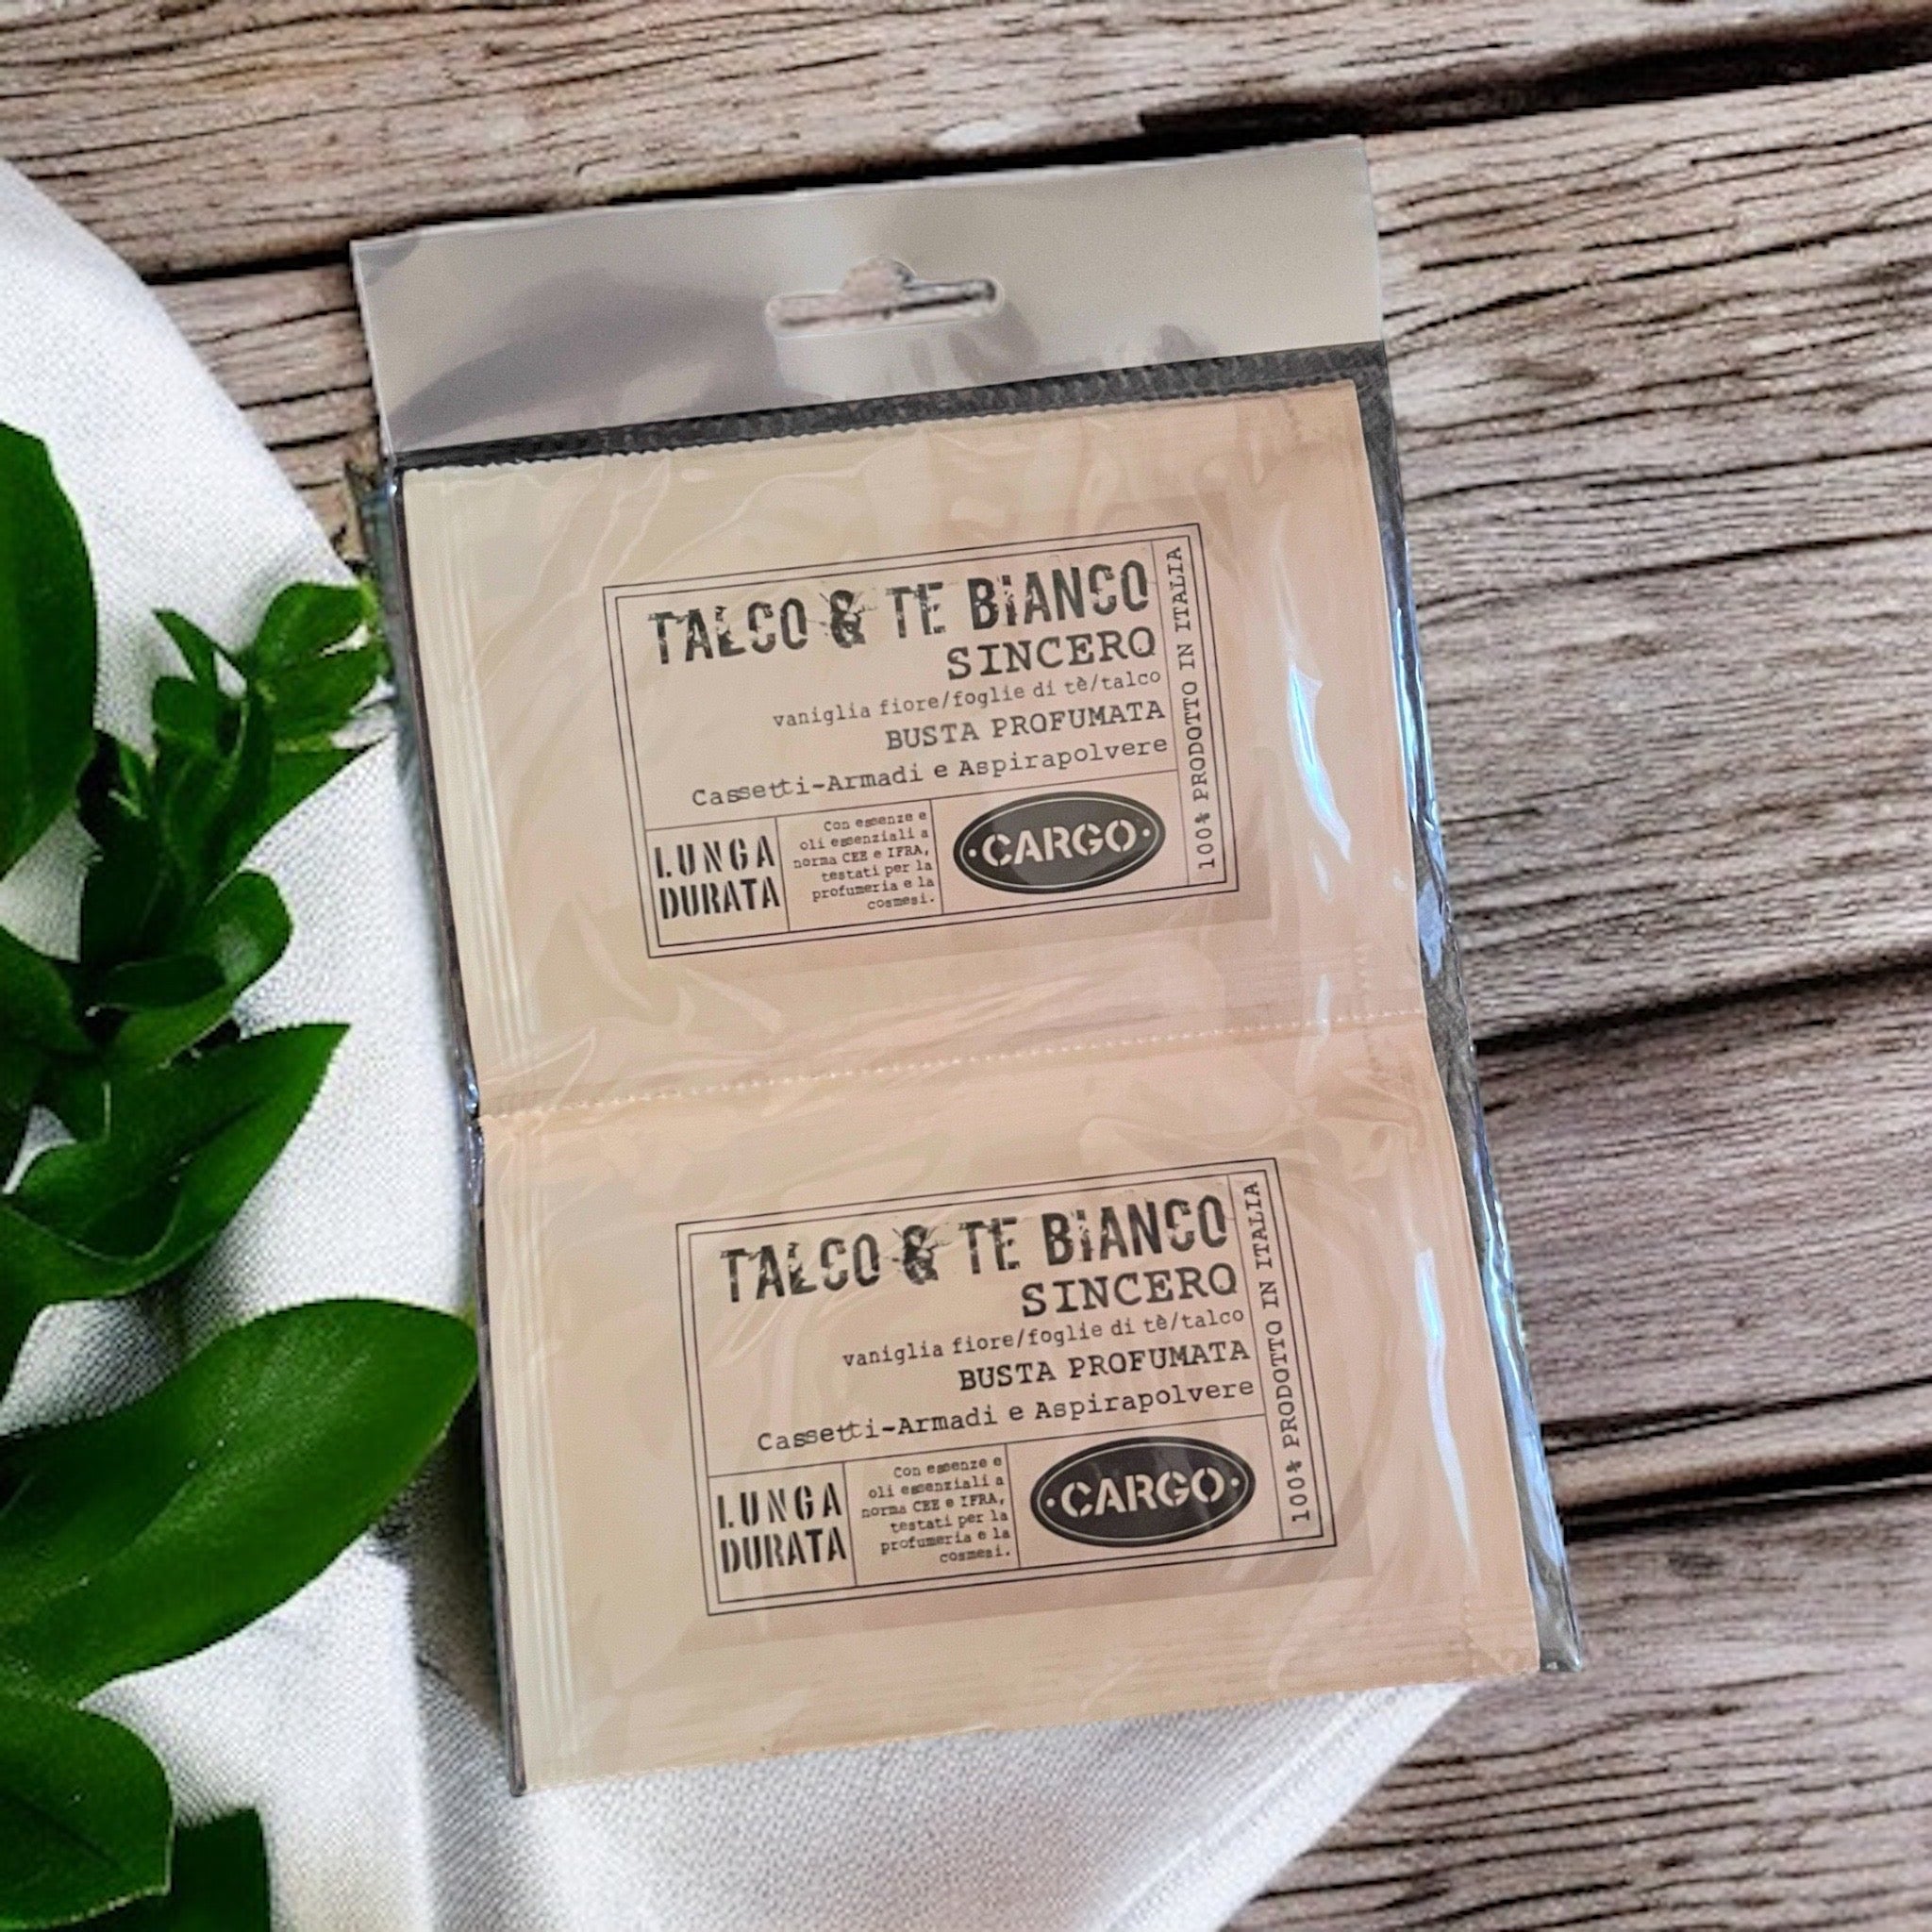 TALCO & TE BiANCO
SINCERO
vaniglia fiore/foglie di tè/talco
BUSTA PROFUMATA
Cassetti-Armadi e Aspirapolvere
LUNGA
DURATA
Con essenze e
oli essenziali a
norma CEE e IFRA,
testati per la
profumeria e la
cosmesi.
·CARGO·
100% PRODOTTO IN ITALIA
TALCO & TE BiANCO
SINCERO
vaniglia fiore/foglie di tè/talco
BUSTA PROFUMATA
Cassetti-Armadi e Aspirapolvere
LUNGA
DURATA
Con essenze e
oli essenziali a
norma CEE e IFRA,
testati per la
profumeria e la
cosmesi.
·CARGO·
100% PRODOTTO IN ITALIA